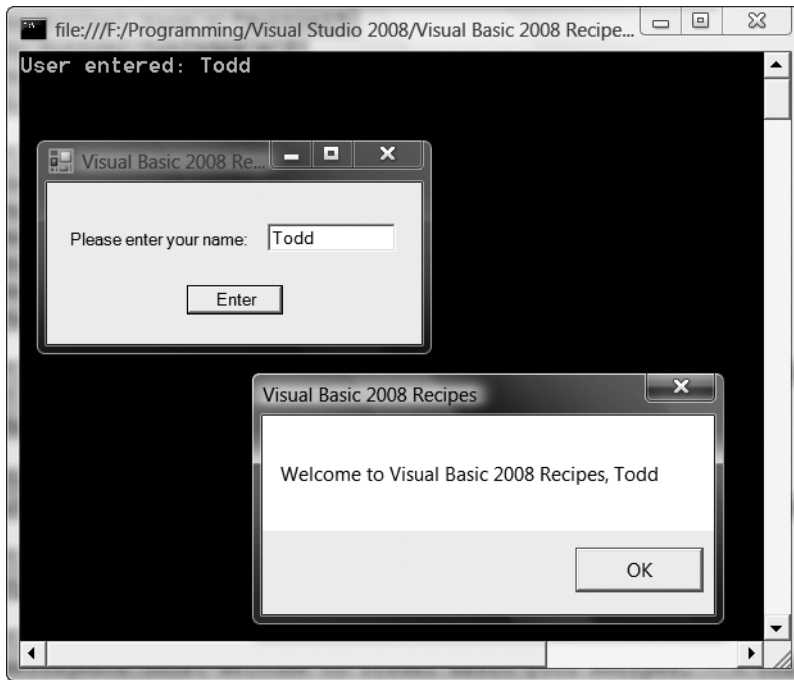 file:///F:/Programming/Visual Studio 2008/Visual Basic 2008 Recipe...
User entered: Todd
Visual Basic 2008 Re...
Please enter your name: Todd
Enter
Visual Basic 2008 Recipes
Welcome to Visual Basic 2008 Recipes, Todd
OK